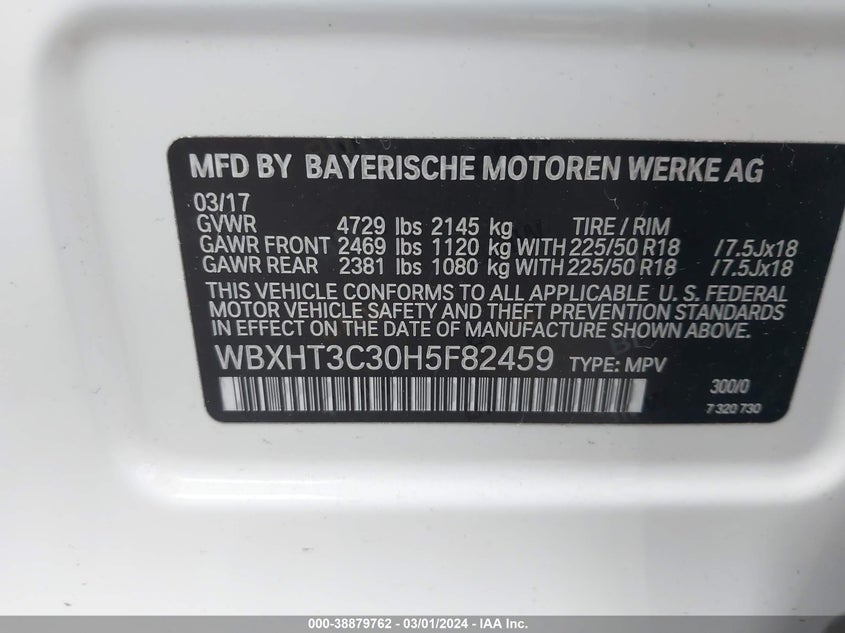 MFD BY BAYERISCHE MOTOREN WERKE AG
03/17
GVWR 4729 lbs 2145 kg TIRE / RIM
GAWR FRONT 2469 lbs 1120 kg WITH 225/50 R18 /7.5Jx18
GAWR REAR 2381 lbs 1080 kg WITH 225/50 R18 /7.5Jx18
THIS VEHICLE CONFORMS TO ALL APPLICABLE U. S. FEDERAL
MOTOR VEHICLE SAFETY AND THEFT PREVENTION STANDARDS
IN EFFECT ON THE DATE OF MANUFACTURE SHOWN ABOVE.
WBXHT3C30H5F82459 TYPE: MPV
300/0
7 320 730
000-38879762 - 03/01/2024 - IAA Inc.